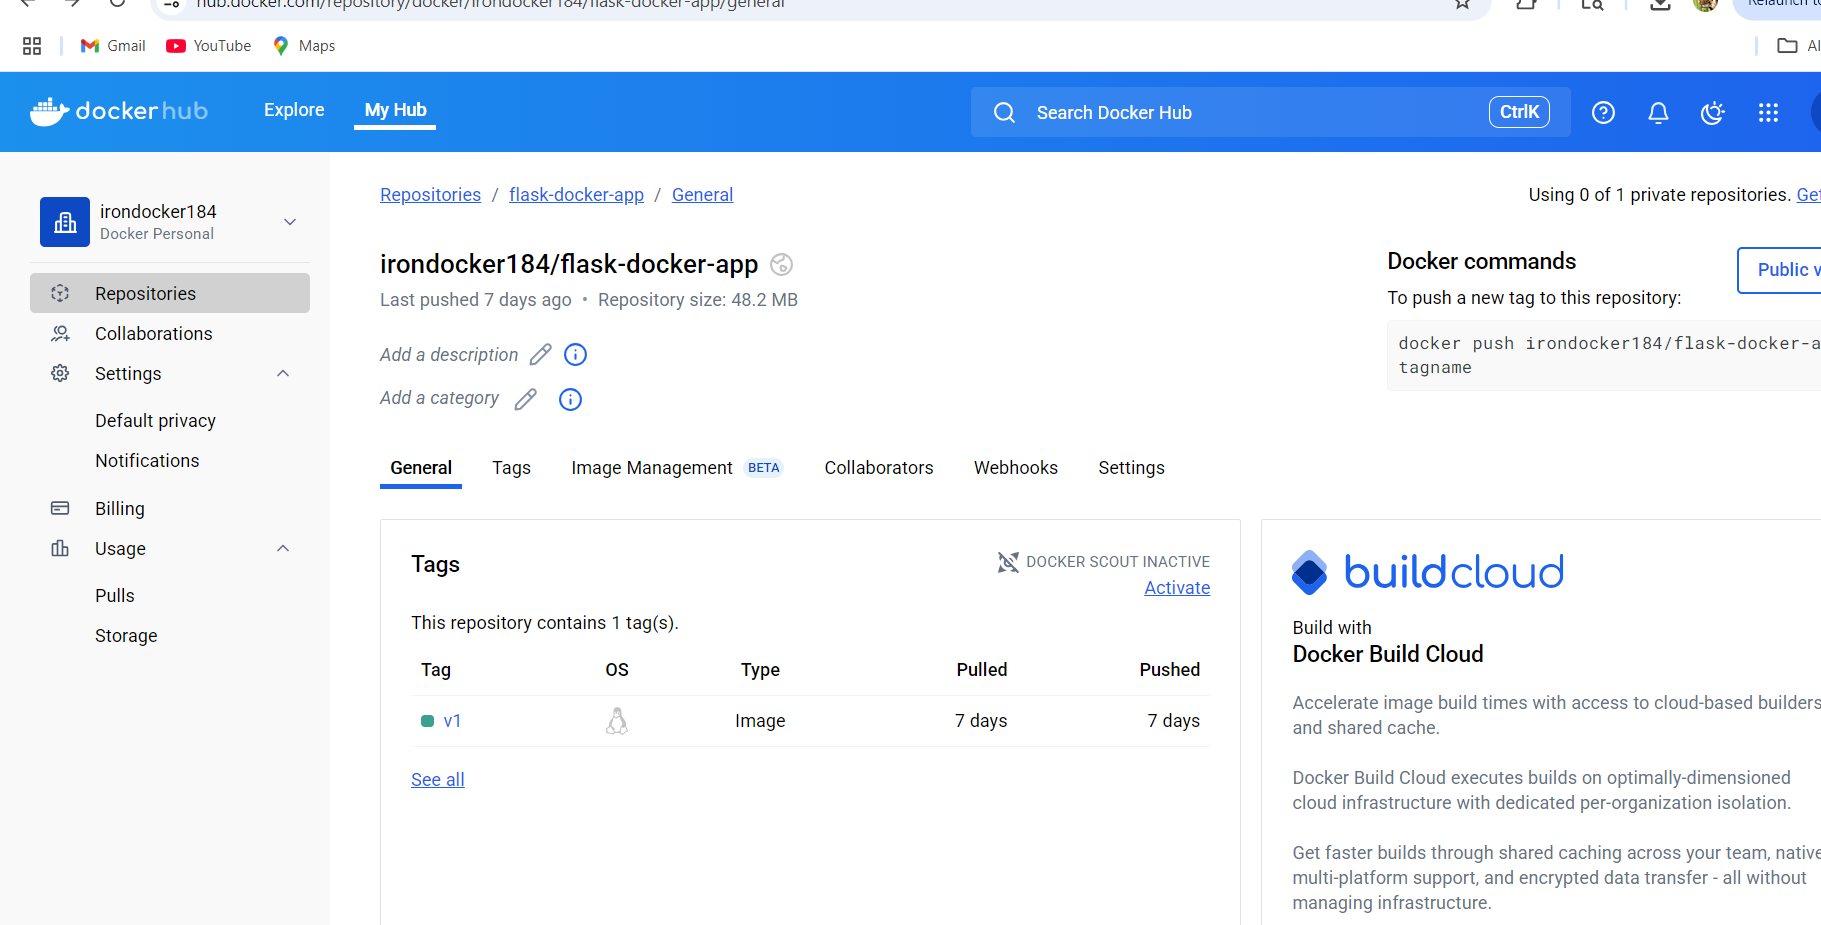 hub.docker.com/repository/docker/irondocker184/flask-docker-app/general
Relaunch to
Gmail
YouTube
Maps
Al
dockerhub
Explore
My Hub
Search Docker Hub
CtrlK
irondocker184
Docker Personal
Repositories
Collaborations
Settings
Default privacy
Notifications
Billing
Usage
Pulls
Storage
Repositories / flask-docker-app / General
Using 0 of 1 private repositories. Get
irondocker184/flask-docker-app
Last pushed 7 days ago • Repository size: 48.2 MB
Add a description
Add a category
Docker commands
Public v
To push a new tag to this repository:
docker push irondocker184/flask-docker-a
tagname
General
Tags
Image Management BETA
Collaborators
Webhooks
Settings
Tags
DOCKER SCOUT INACTIVE
Activate
This repository contains 1 tag(s).
Tag OS Type Pulled Pushed
v1 Image 7 days 7 days
See all
buildcloud
Build with
Docker Build Cloud
Accelerate image build times with access to cloud-based builders
and shared cache.
Docker Build Cloud executes builds on optimally-dimensioned
cloud infrastructure with dedicated per-organization isolation.
Get faster builds through shared caching across your team, native
multi-platform support, and encrypted data transfer - all without
managing infrastructure.